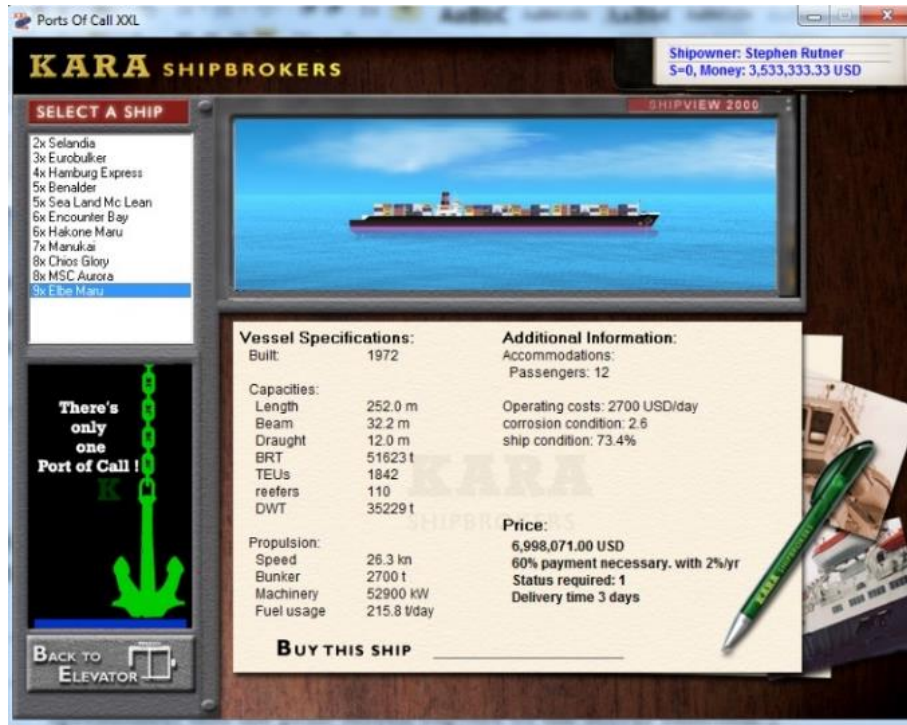 Ports Of Call XXL
KARA SHIPBROKERS
Shipowner: Stephen Rutner
S=0, Money: 3,533,333.33 USD
SELECT A SHIP
SHIPVIEW 2000
2x Selandia
3x Eurobulker
4x Hamburg Express
5x Benalder
5x Sea Land Mc Lean
6x Encounter Bay
6x Hakone Maru
7x Manukai
8x Chios Glory
8x MSC Aurora
9x Elbe Maru
There's
only
one
Port of Call !
K
Vessel Specifications:
Built: 1972
Capacities:
Length 252.0 m
Beam 32.2 m
Draught 12.0 m
BRT 51623 t
TEUs 1842
reefers 110
DWT 35229 t
Propulsion:
Speed 26.3 kn
Bunker 2700 t
Machinery 52900 kW
Fuel usage 215.8 t/day
Additional Information:
Accommodations:
Passengers: 12
Operating costs: 2700 USD/day
corrosion condition: 2.6
ship condition: 73.4%
KARA
SHIPBROKERS
Price:
6,998,071.00 USD
60% payment necessary. with 2%/yr
Status required: 1
Delivery time 3 days
KARA SHIPBROKERS
BUY THIS SHIP
BACK TO
ELEVATOR